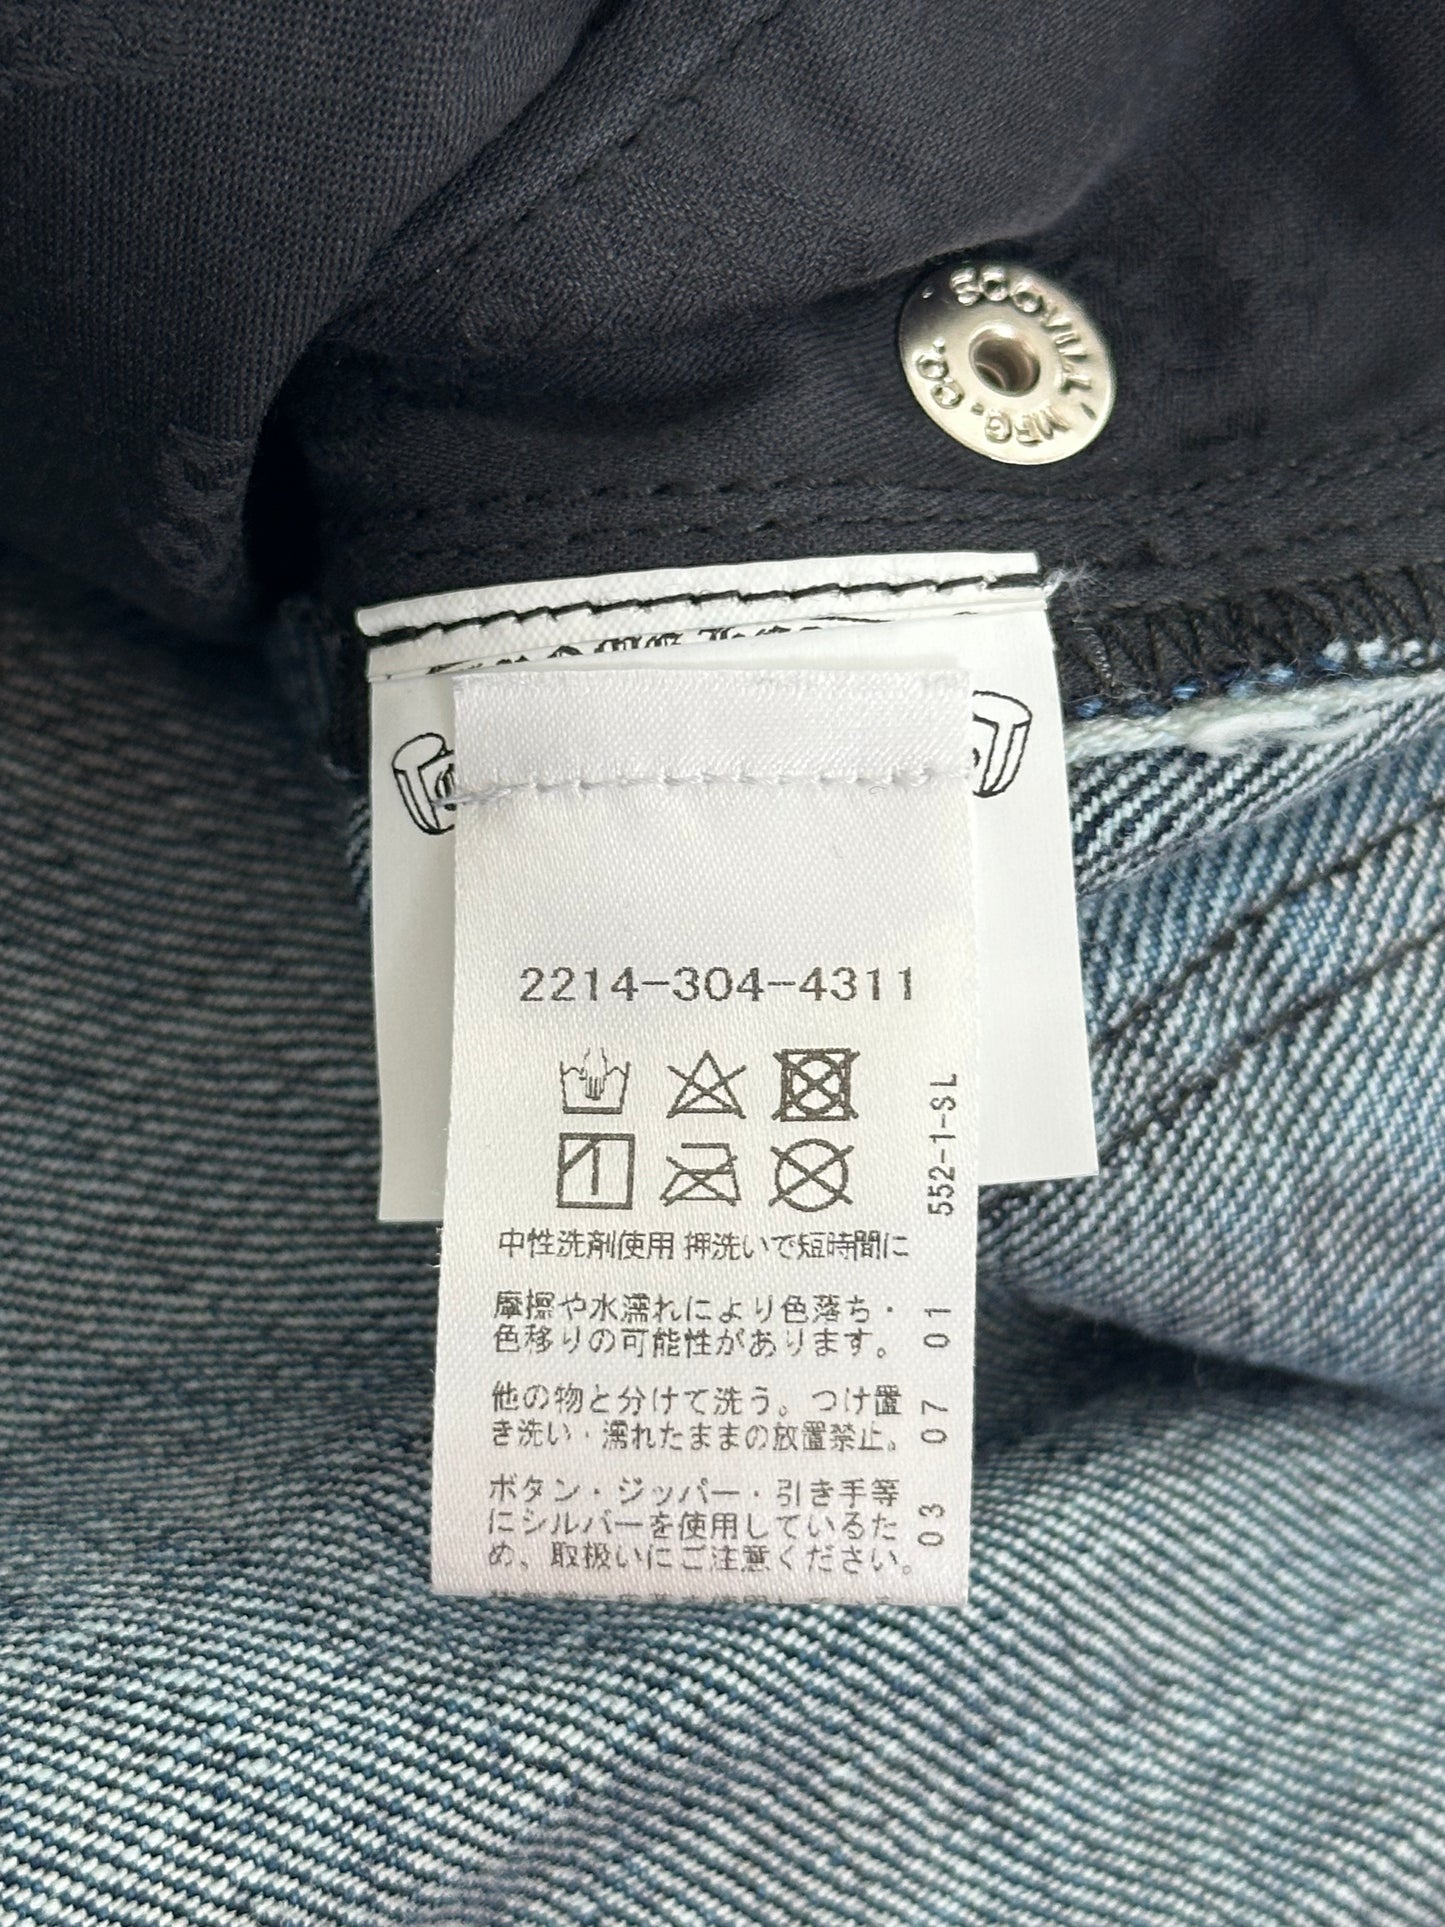 SCOVILL MFG. CO.
2214-304-4311
552-1-SL
中性洗剤使用 押洗いで短時間に
摩擦や水濡れにより色落ち・
色移りの可能性があります。
他の物と分けて洗う。つけ置
き洗い・濡れたままの放置禁止。
ボタン・ジッパー・引き手等
にシルバーを使用しているた
め、取扱いにご注意ください。
03 07 01